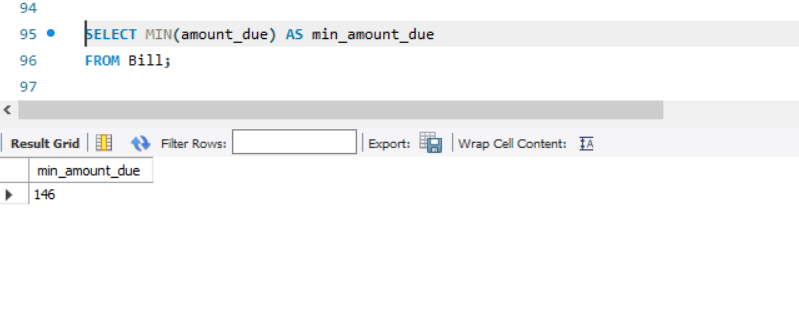 94
95 SELECT MIN(amount_due) AS min_amount_due
96 FROM Bill;
97
Result Grid Filter Rows: Export: Wrap Cell Content: IA
min_amount_due
146